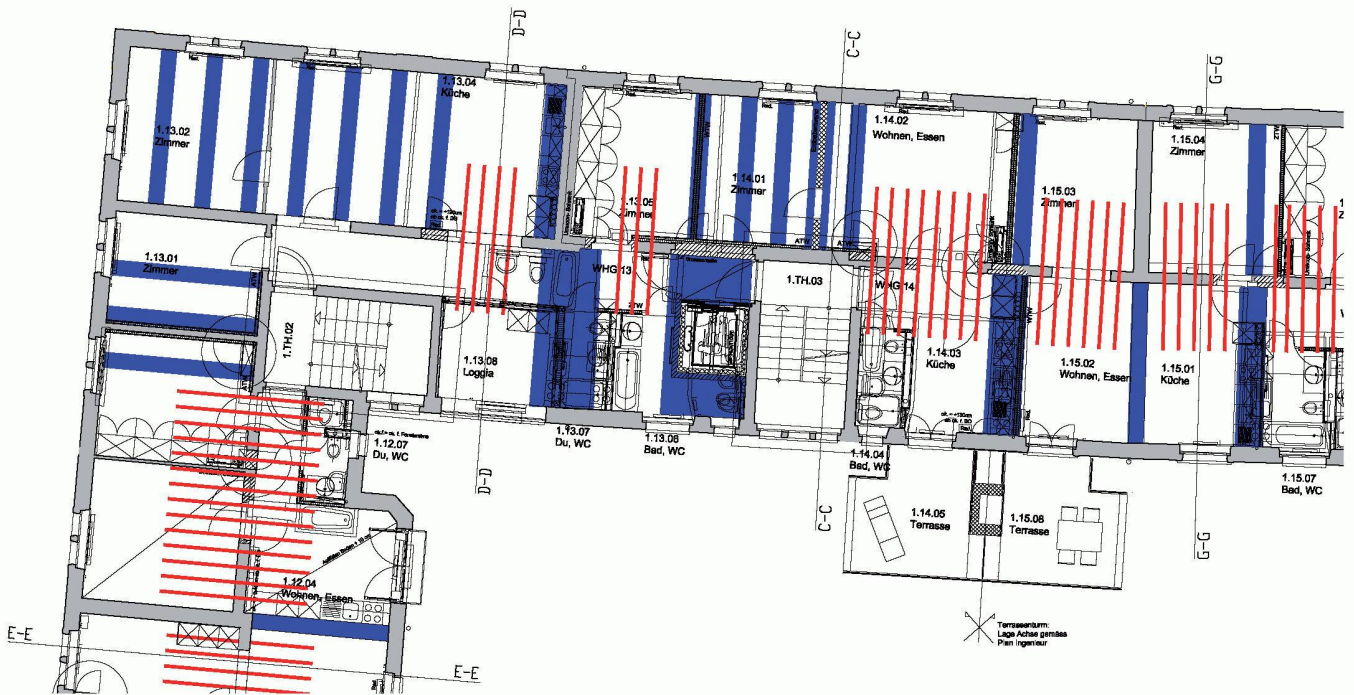 D-D
C-C
G-G
1.13.04
Küche
1.13.02
Zimmer
1.14.02
Wohnen, Essen
1.15.04
Zimmer
1.14.01
Zimmer
1.15.03
Zimmer
1.13.05
Zimmer
1.13.01
Zimmer
WHG 13
1.TH.03
WHG 14
1.TH.02
1.13.08
Loggia
1.14.03
Küche
1.15.02
Wohnen, Essen
1.15.01
Küche
1.13.07
Du, WC
1.13.06
Bad, WC
1.12.07
Du, WC
1.14.04
Bad, WC
1.15.07
Bad, WC
D-D
C-C
G-G
1.14.05
Terrasse
1.15.08
Terrasse
1.12.04
Wohnen, Essen
Terrassenturm:
Lage Achse gemäss
Plan Ingenieur
E-E
E-E